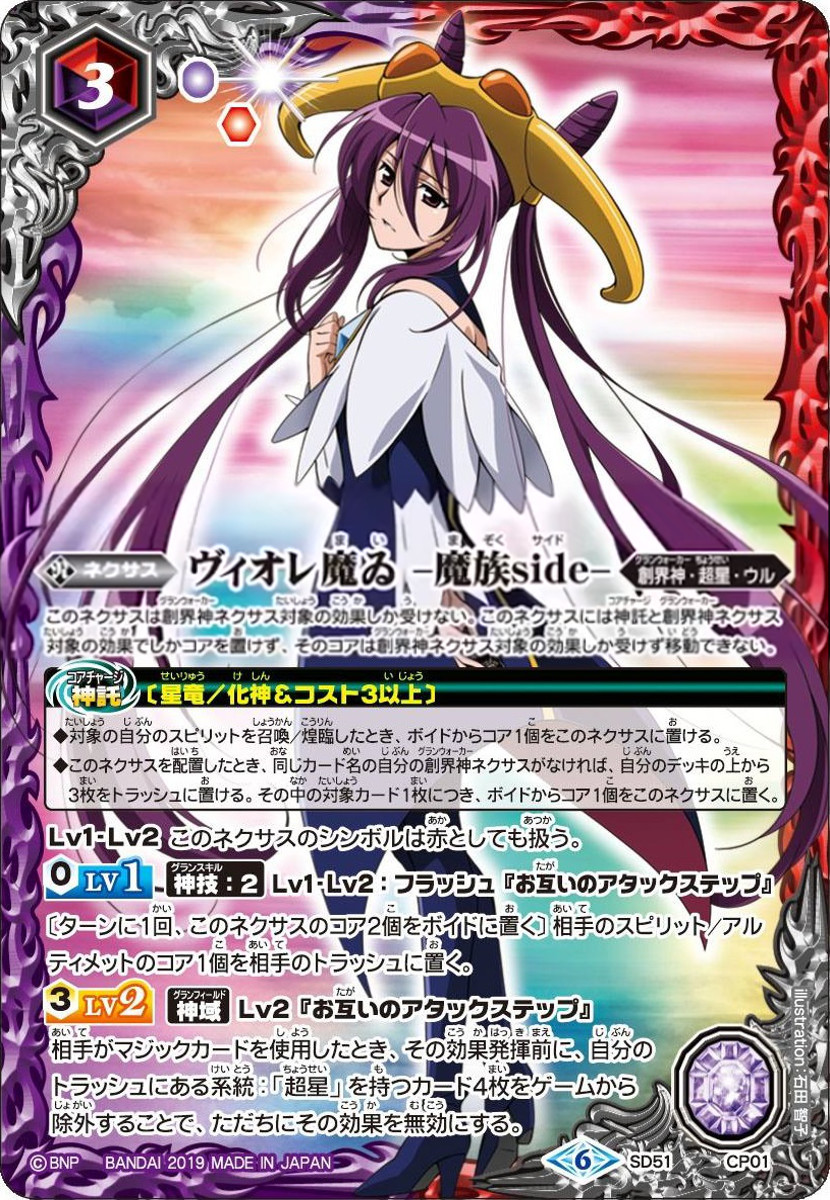 3
ネクサス
ヴィオレ魔ゐ -魔族side-
創界神・超星・ウル
このネクサスは創界神ネクサス対象の効果しか受けない。このネクサスには神託と創界神ネクサス
対象の効果でしかコアを置けず、そのコアは創界神ネクサス対象の効果しか受けず移動できない。
コアチャージ
神託
〔星竜/化神&コスト3以上〕
◆対象の自分のスピリットを召喚/煌臨したとき、ボイドからコア1個をこのネクサスに置ける。
◆このネクサスを配置したとき、同じカード名の自分の創界神ネクサスがなければ、自分のデッキの上から
3枚をトラッシュに置ける。その中の対象カード1枚につき、ボイドからコア1個をこのネクサスに置く。
Lv1-Lv2 このネクサスのシンボルは赤としても扱う。
0 LV1 神技:2 Lv1-Lv2:フラッシュ『お互いのアタックステップ』
〔ターンに1回、このネクサスのコア2個をボイドに置く〕相手のスピリット/アル
ティメットのコア1個を相手のトラッシュに置く。
3 LV2 神域 Lv2『お互いのアタックステップ』
相手がマジックカードを使用したとき、その効果発揮前に、自分の
トラッシュにある系統:「超星」を持つカード4枚をゲームから
除外することで、ただちにその効果を無効にする。
illustration:石田 智子
©BNP BANDAI 2019 MADE IN JAPAN
6 SD51 CP01